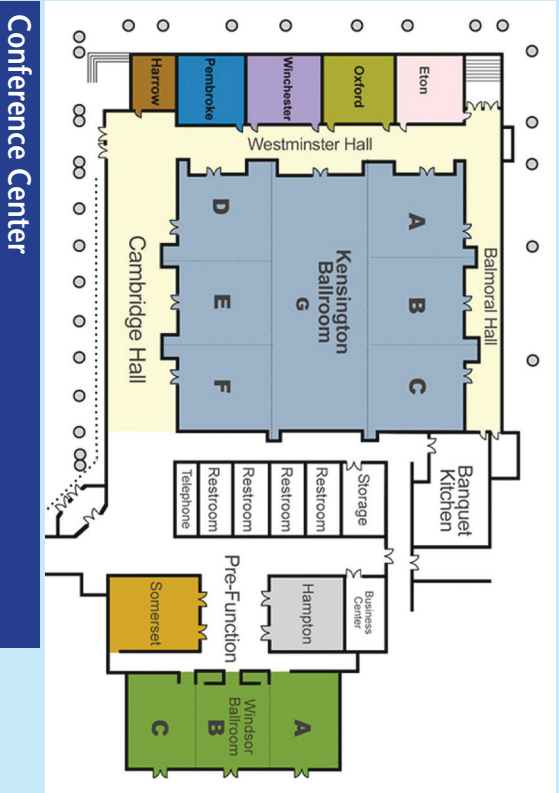 Conference Center
Harrow
Pembroke
Winchester
Oxford
Eton
Westminster Hall
D
A
Kensington
Ballroom
G
Cambridge Hall
E
B
Balmoral Hall
F
C
Telephone
Restroom
Restroom
Restroom
Restroom
Storage
Banquet
Kitchen
Somerset
Pre-Function
Hampton
Business
Center
Windsor
Ballroom
C
B
A